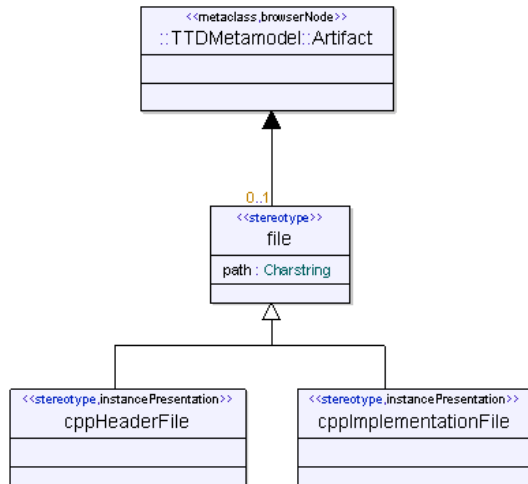 <<metaclass,browserNode>>
::TTDMetamodel::Artifact
0..1
<<stereotype>>
file
path : Charstring
<<stereotype,instancePresentation>>
cppHeaderFile
<<stereotype,instancePresentation>>
cppImplementationFile